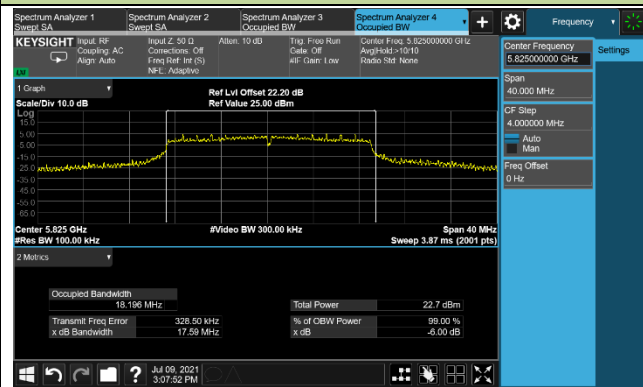 Spectrum Analyzer 1
Swept SA
Spectrum Analyzer 2
Swept SA
Spectrum Analyzer 3
Occupied BW
Spectrum Analyzer 4
Occupied BW
+
Frequency
KEYSIGHT
Input: RF
Coupling: AC
Align: Auto
Input Z: 50 Ω
Corrections: Off
Freq Ref: Int (S)
NFE: Adaptive
Atten: 10 dB
Trig: Free Run
Gate: Off
#IF Gain: Low
Center Freq: 5.825000000 GHz
Avg|Hold:>10/10
Radio Std: None
Center Frequency
5.825000000 GHz
Settings
Span
40.000 MHz
CF Step
4.000000 MHz
Auto
Man
Freq Offset
0 Hz
1 Graph
Scale/Div 10.0 dB
Ref Lvl Offset 22.20 dB
Ref Value 25.00 dBm
Log
15.0
5.00
-5.00
-15.0
-25.0
-35.0
-45.0
-55.0
-65.0
Center 5.825 GHz
#Res BW 100.00 kHz
#Video BW 300.00 kHz
Span 40 MHz
Sweep 3.87 ms (2001 pts)
2 Metrics
Occupied Bandwidth
18.196 MHz
Total Power 22.7 dBm
Transmit Freq Error 328.50 kHz
% of OBW Power 99.00 %
x dB Bandwidth 17.59 MHz
x dB -6.00 dB
?
Jul 09, 2021
3:07:52 PM